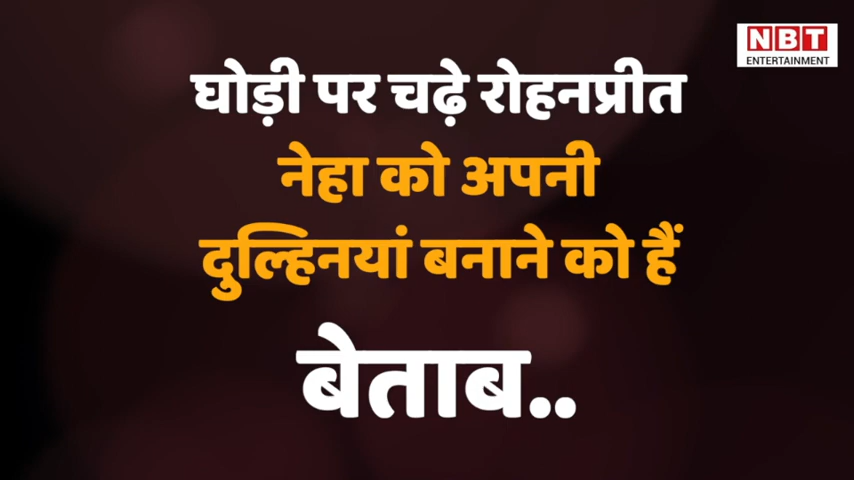 NBT
ENTERTAINMENT
घोड़ी पर चढ़े रोहनप्रीत
नेहा को अपनी
दुल्हिनयां बनाने को हैं
बेताब..